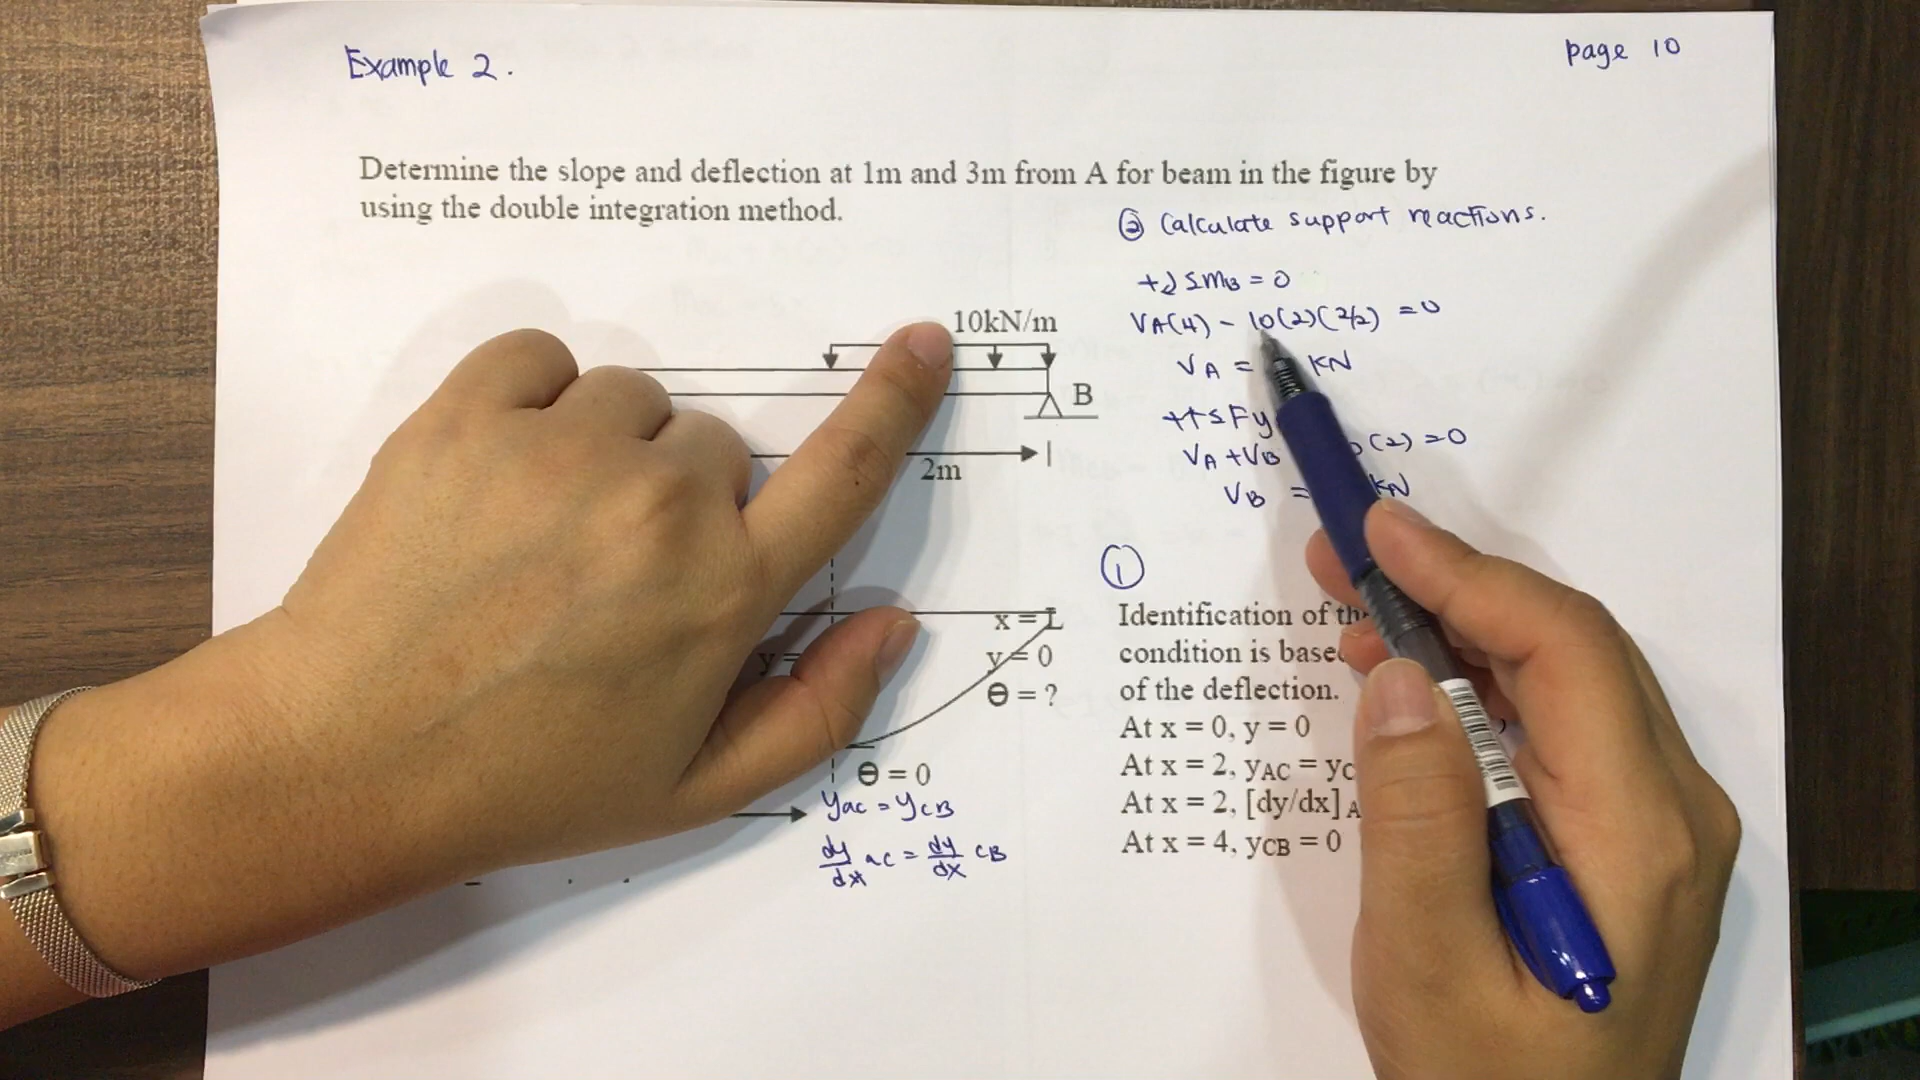 Example 2.
page 10
Determine the slope and deflection at 1m and 3m from A for beam in the figure by
using the double integration method.
② Calculate support reactions.
+⤸ ΣMB = 0
VA(4) - 10(2)(2/2) = 0
VA = KN
+↑ΣFy
VA + VB (2) = 0
VB = KN
10kN/m
B
2m
x = L
y =
y = 0
Θ = ?
Θ = 0
yac = yCB
dy/dx ac = dy/dx CB
①
Identification of
condition is
of the deflection.
At x = 0, y = 0
At x = 2, yAC =
At x = 2, [dy/dx] A
At x = 4, yCB = 0